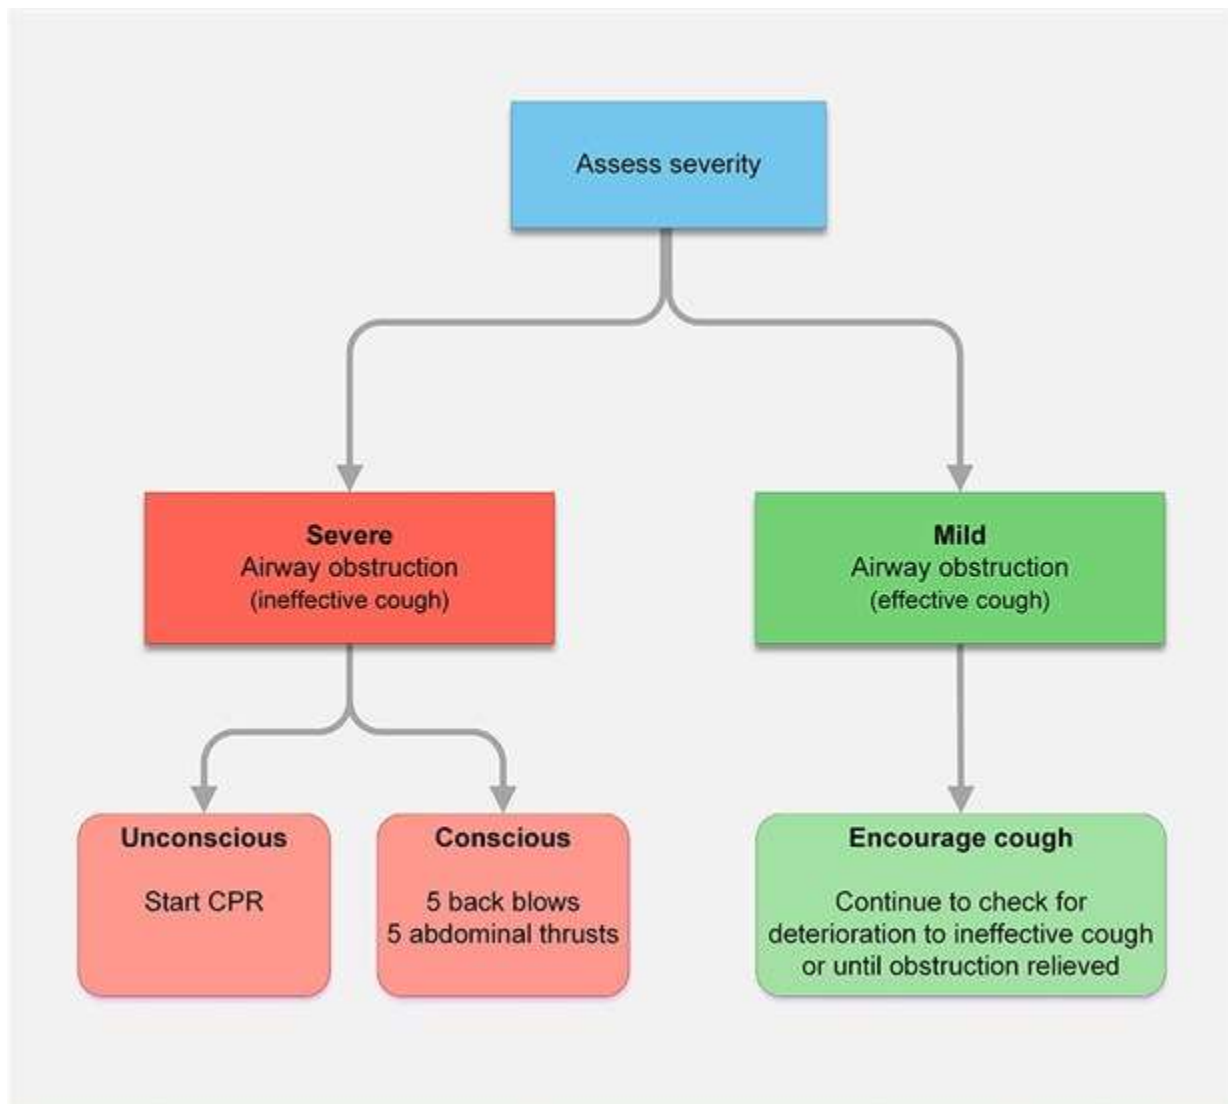 Assess severity
Severe
Airway obstruction
(ineffective cough)
Mild
Airway obstruction
(effective cough)
Unconscious
Start CPR
Conscious
5 back blows
5 abdominal thrusts
Encourage cough
Continue to check for
deterioration to ineffective cough
or until obstruction relieved